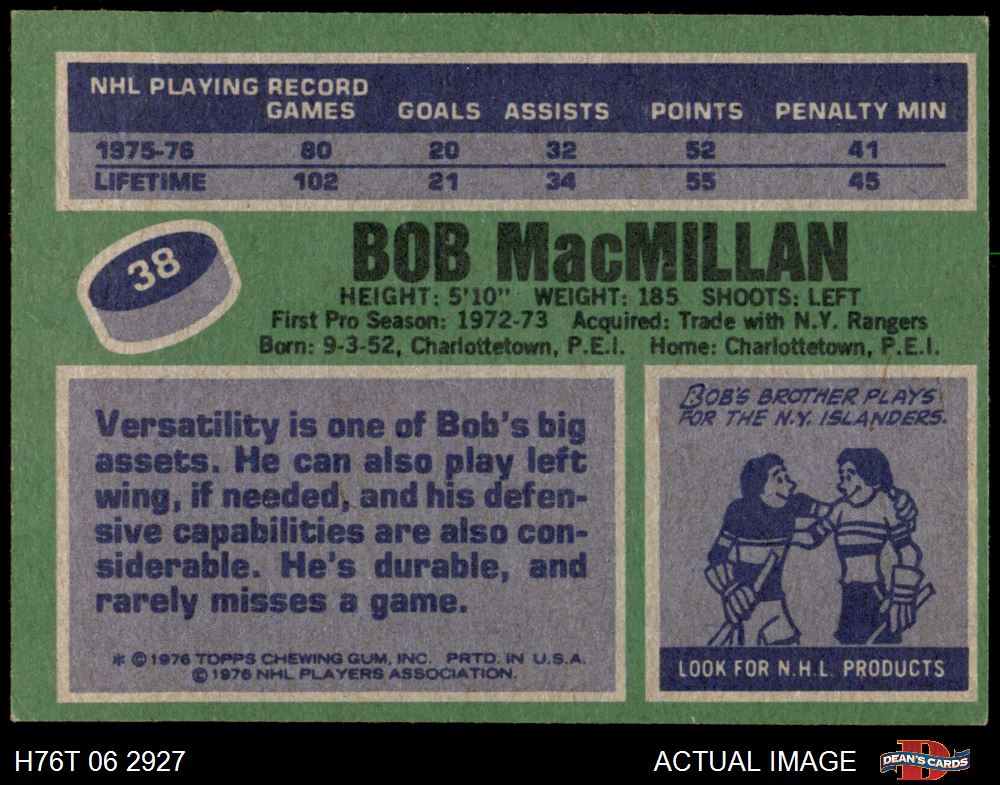 NHL PLAYING RECORD
GAMES GOALS ASSISTS POINTS PENALTY MIN
1975-76 80 20 32 52 41
LIFETIME 102 21 34 55 45
38
BOB MacMILLAN
HEIGHT: 5'10" WEIGHT: 185 SHOOTS: LEFT
First Pro Season: 1972-73 Acquired: Trade with N.Y. Rangers
Born: 9-3-52, Charlottetown, P.E.I. Home: Charlottetown, P.E.I.
Versatility is one of Bob's big
assets. He can also play left
wing, if needed, and his defen-
sive capabilities are also con-
siderable. He's durable, and
rarely misses a game.
* © 1976 TOPPS CHEWING GUM, INC. PRTD. IN U.S.A.
© 1976 NHL PLAYERS ASSOCIATION.
BOB'S BROTHER PLAYS
FOR THE N.Y. ISLANDERS.
LOOK FOR N.H.L. PRODUCTS
H76T 06 2927 ACTUAL IMAGE DEAN'S CARDS